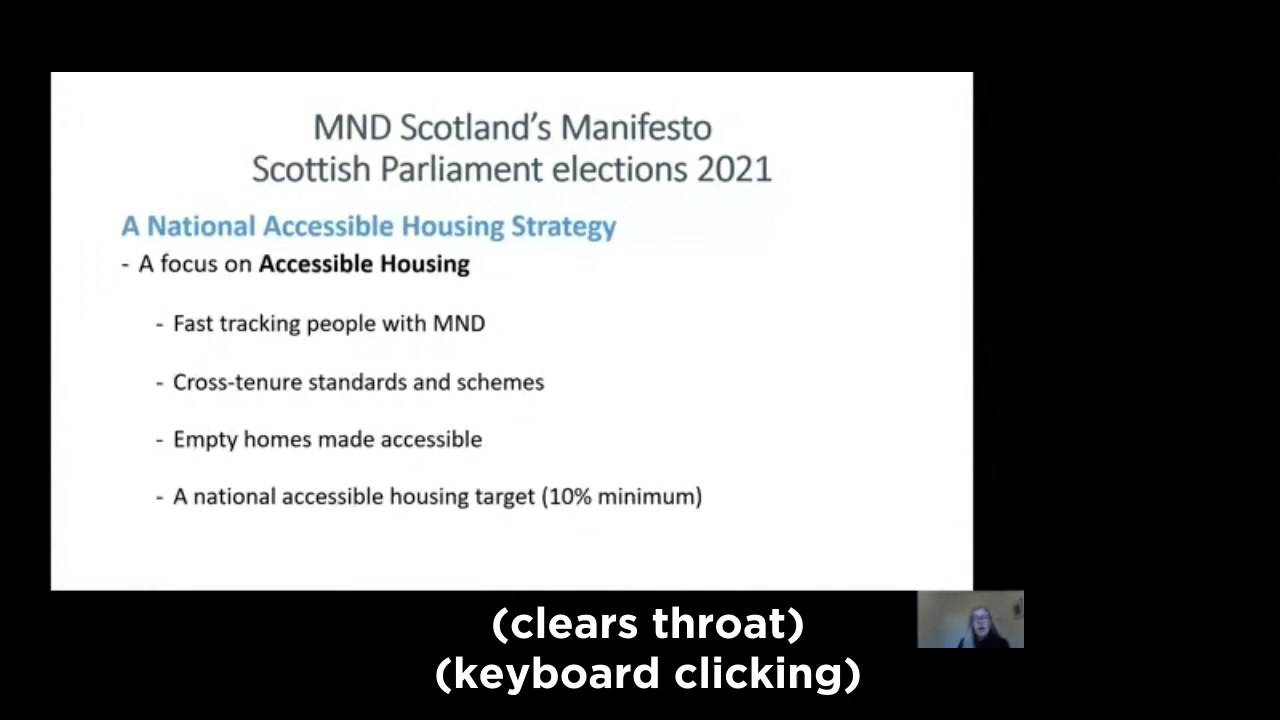 MND Scotland's Manifesto
Scottish Parliament elections 2021
A National Accessible Housing Strategy
- A focus on Accessible Housing
- Fast tracking people with MND
- Cross-tenure standards and schemes
- Empty homes made accessible
- A national accessible housing target (10% minimum)
(clears throat)
(keyboard clicking)